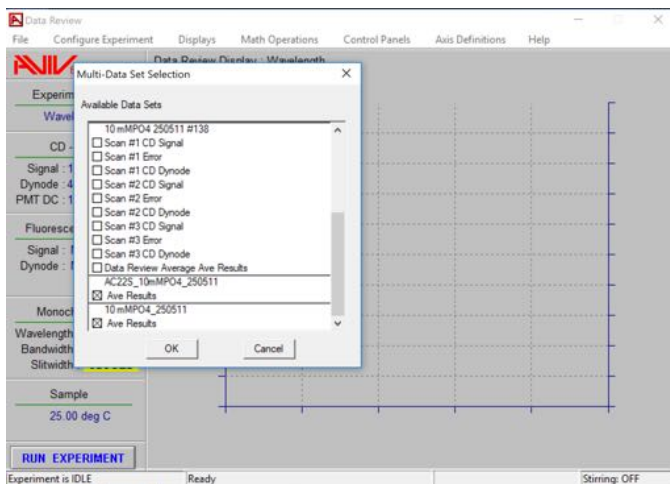 Data Review
File Configure Experiment Displays Math Operations Control Panels Axis Definitions Help
AVIV
Data Review Display : Wavelength
Multi-Data Set Selection
Available Data Sets
10 mMPO4 250511 #138
Scan #1 CD Signal
Scan #1 Error
Scan #1 CD Dynode
Scan #2 CD Signal
Scan #2 Error
Scan #2 CD Dynode
Scan #3 CD Signal
Scan #3 Error
Scan #3 CD Dynode
Data Review Average Ave Results
AC22S_10mMPO4_250511
Ave Results
10 mMPO4_250511
Ave Results
OK Cancel
Experim
Wavel
CD -
Signal : 1
Dynode : 4
PMT DC : 1
Fluoresce
Signal :
Dynode :
Monoc
Wavelength
Bandwidth
Slitwidth
Sample
25.00 deg C
RUN EXPERIMENT
Experiment is IDLE Ready Stirring: OFF